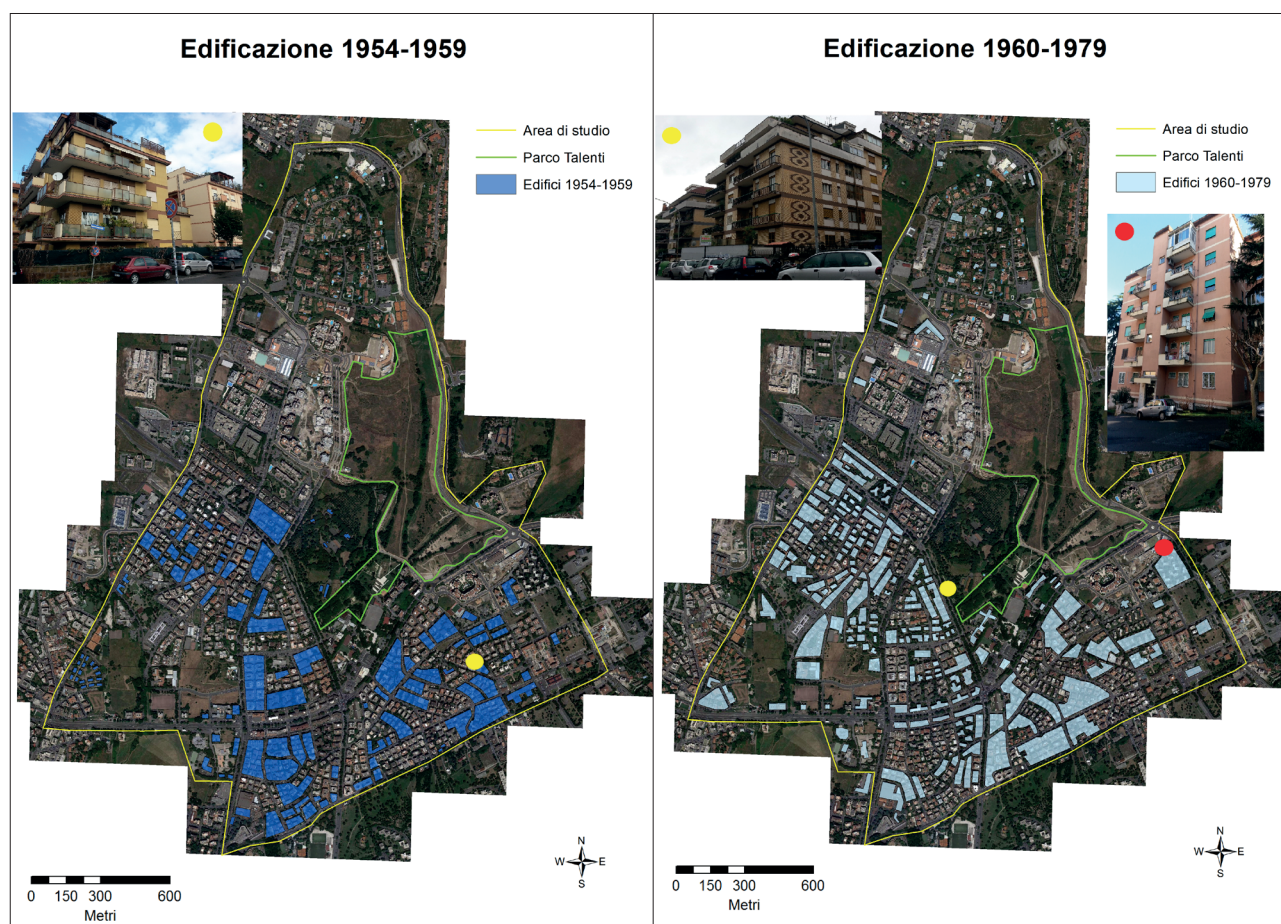 Edificazione 1954-1959
Area di studio
Parco Talenti
Edifici 1954-1959
N
W E
S
0 150 300 600
Metri
Edificazione 1960-1979
Area di studio
Parco Talenti
Edifici 1960-1979
N
W E
S
0 150 300 600
Metri